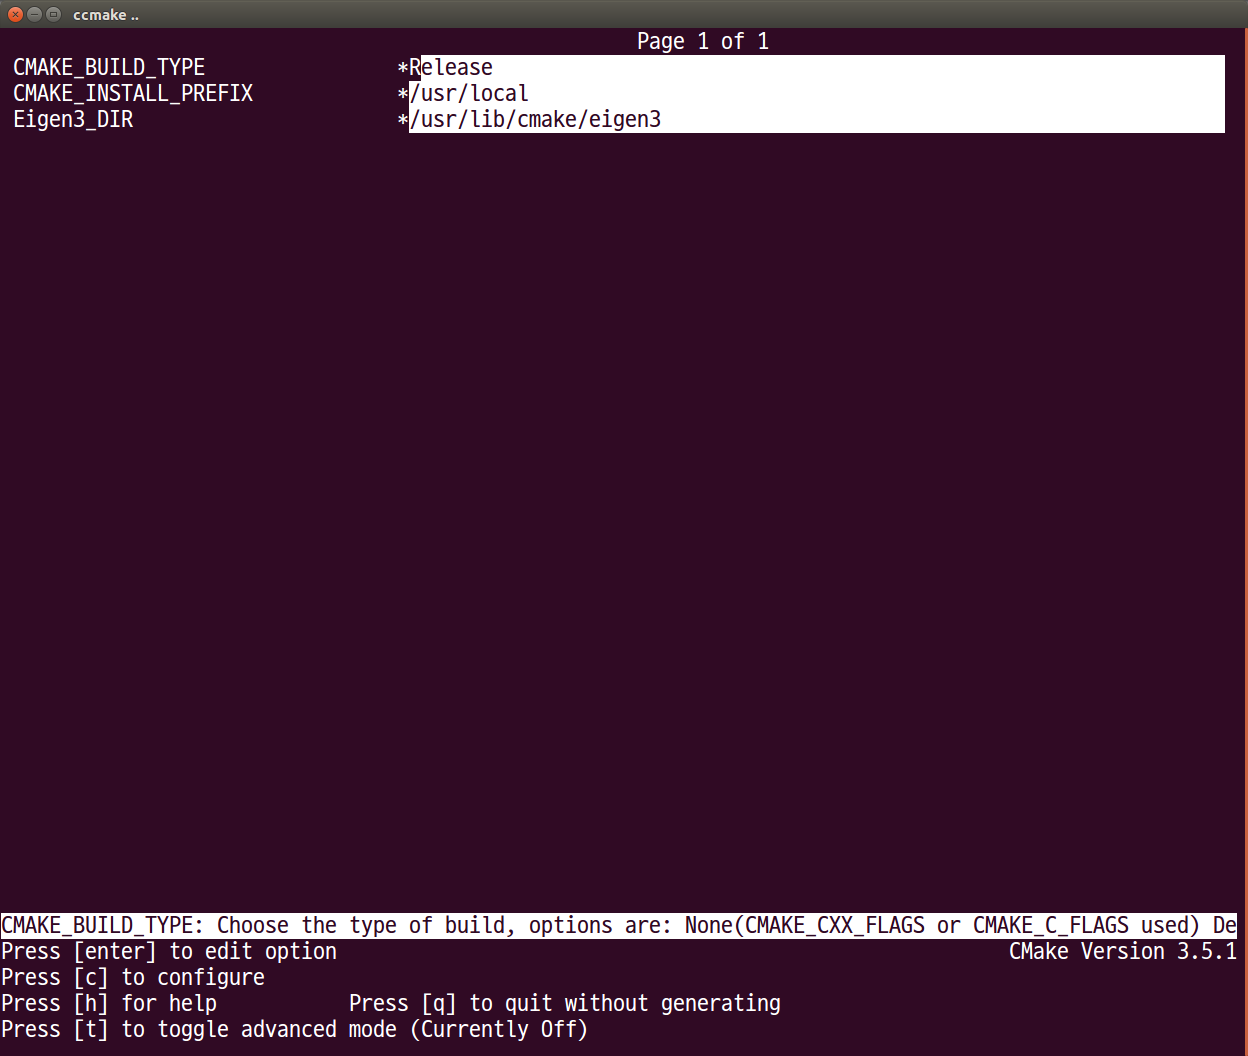 ccmake ..
Page 1 of 1
CMAKE_BUILD_TYPE *Release
CMAKE_INSTALL_PREFIX */usr/local
Eigen3_DIR */usr/lib/cmake/eigen3
CMAKE_BUILD_TYPE: Choose the type of build, options are: None(CMAKE_CXX_FLAGS or CMAKE_C_FLAGS used) De
Press [enter] to edit option CMake Version 3.5.1
Press [c] to configure
Press [h] for help Press [q] to quit without generating
Press [t] to toggle advanced mode (Currently Off)